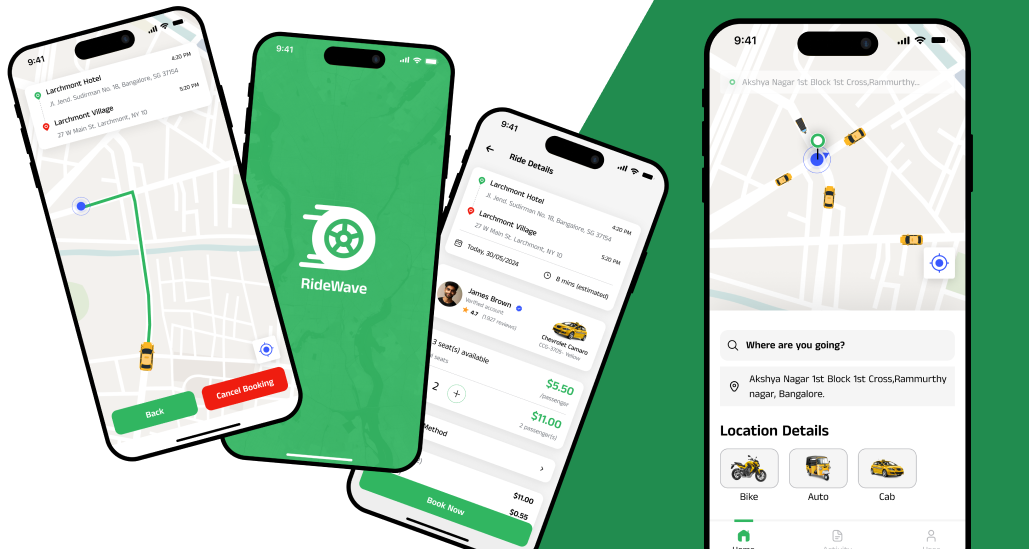 9:41
Larchmont Hotel
4:20 PM
Jl. Jend. Sudirman No. 18, Bangalore, SG 37154
Larchmont Village
5:20 PM
27 W Main St. Larchmont, NY 10
Back
Cancel Booking
9:41
RideWave
9:41
Ride Details
Larchmont Hotel
Jl. Jend. Sudirman No. 18, Bangalore, SG 37154
4:20 PM
Larchmont Village
27 W Main St. Larchmont, NY 10
5:20 PM
Today, 30/05/2024
8 mins (estimated)
James Brown
Verified account
4.7 (1927 reviews)
Chevrolet Camaro
Yellow
3 seat(s) available
seats
$5.50
/passenger
2 +
$11.00
2 passenger(s)
Method
$11.00
$0.55
Book Now
9:41
Akshya Nagar 1st Block 1st Cross,Rammurthy...
Where are you going?
Akshya Nagar 1st Block 1st Cross,Rammurthy
nagar, Bangalore.
Location Details
Bike
Auto
Cab
Home
Activity